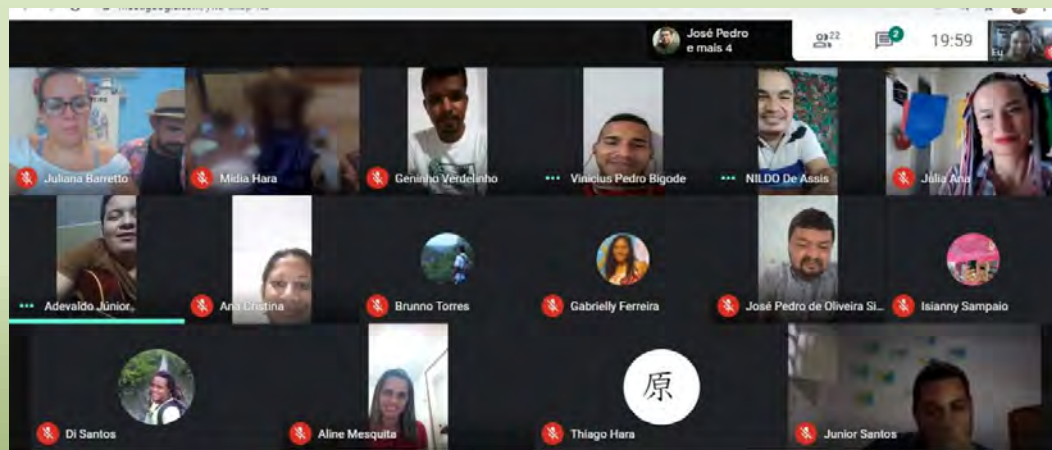 José Pedro
e mais 4
22
2
19:59
Eu
Juliana Barretto
Mídia Hara
Geninho Verdelinho
Vinicius Pedro Bigode
NILDO De Assis
Julia Ana
Adevaldo Júnior
Ana Cristina
Brunno Torres
Gabrielly Ferreira
José Pedro de Oliveira Si...
Isianny Sampaio
Di Santos
Aline Mesquita
原
Thiago Hara
Junior Santos